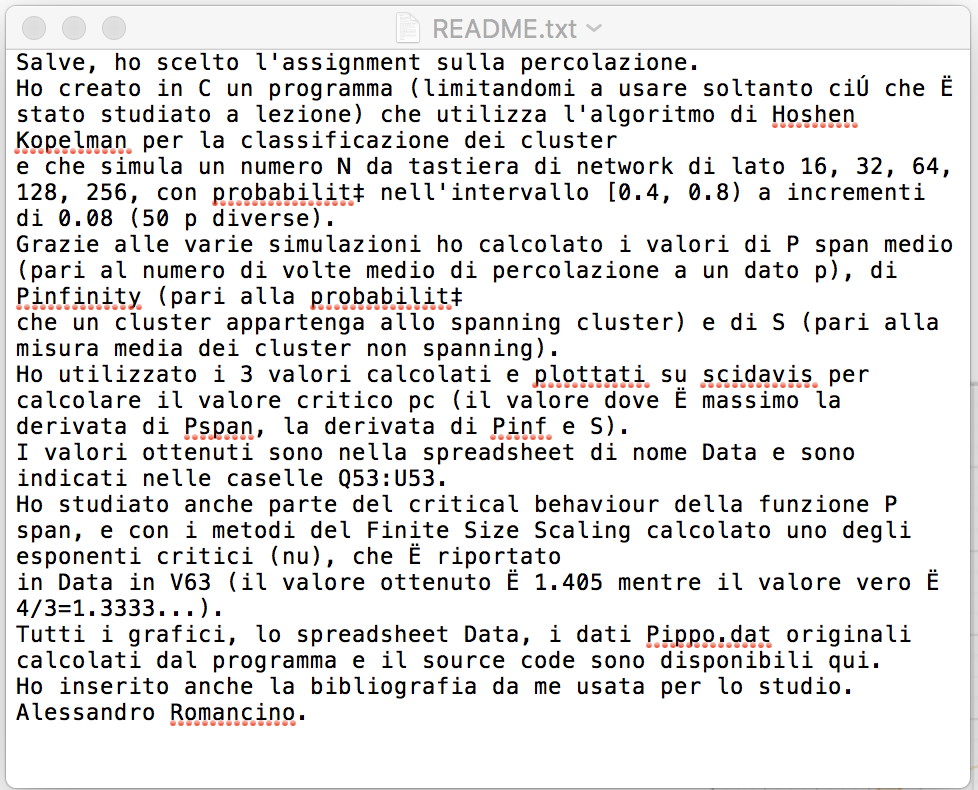 README.txt
Salve, ho scelto l'assignment sulla percolazione.
Ho creato in C un programma (limitandomi a usare soltanto ciÚ che Ë
stato studiato a lezione) che utilizza l'algoritmo di Hoshen
Kopelman per la classificazione dei cluster
e che simula un numero N da tastiera di network di lato 16, 32, 64,
128, 256, con probabilit‡ nell'intervallo [0.4, 0.8) a incrementi
di 0.08 (50 p diverse).
Grazie alle varie simulazioni ho calcolato i valori di P span medio
(pari al numero di volte medio di percolazione a un dato p), di
Pinfinity (pari alla probabilit‡
che un cluster appartenga allo spanning cluster) e di S (pari alla
misura media dei cluster non spanning).
Ho utilizzato i 3 valori calcolati e plottati su scidavis per
calcolare il valore critico pc (il valore dove Ë massimo la
derivata di Pspan, la derivata di Pinf e S).
I valori ottenuti sono nella spreadsheet di nome Data e sono
indicati nelle caselle Q53:U53.
Ho studiato anche parte del critical behaviour della funzione P
span, e con i metodi del Finite Size Scaling calcolato uno degli
esponenti critici (nu), che Ë riportato
in Data in V63 (il valore ottenuto Ë 1.405 mentre il valore vero Ë
4/3=1.3333...).
Tutti i grafici, lo spreadsheet Data, i dati Pippo.dat originali
calcolati dal programma e il source code sono disponibili qui.
Ho inserito anche la bibliografia da me usata per lo studio.
Alessandro Romancino.